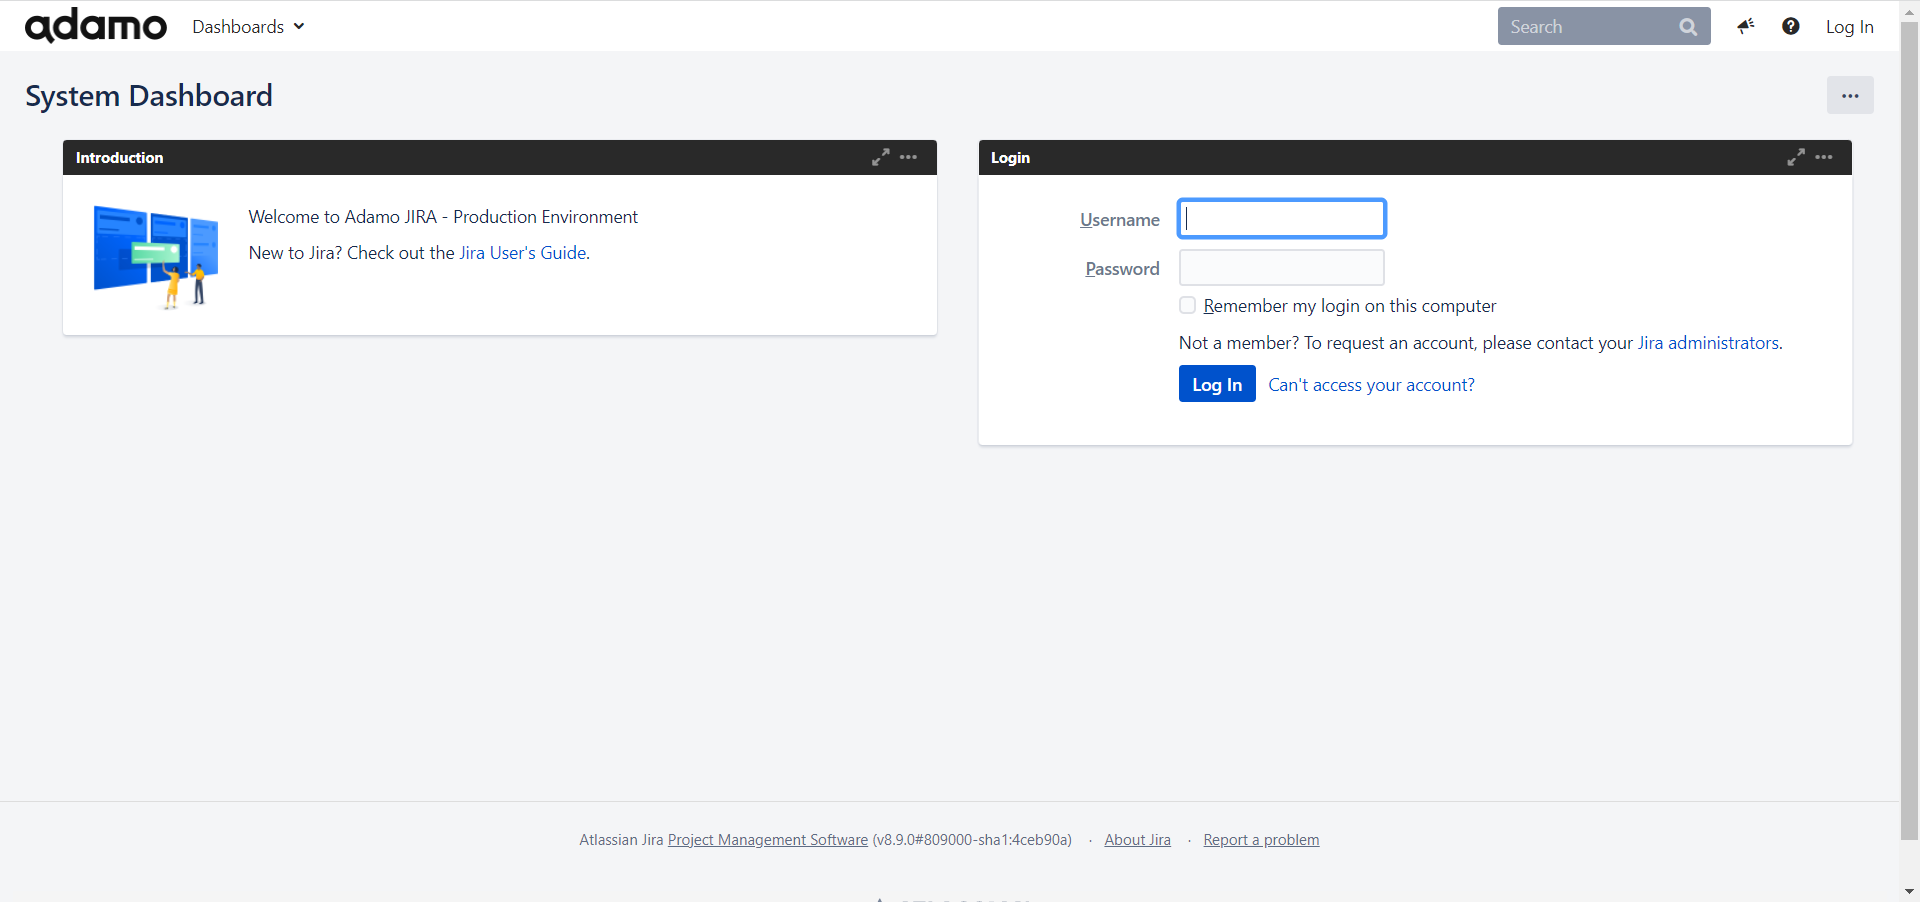 adamo Dashboards Search Log In
System Dashboard
Introduction
Welcome to Adamo JIRA - Production Environment
New to Jira? Check out the Jira User's Guide.
Login
Username
Password
Remember my login on this computer
Not a member? To request an account, please contact your Jira administrators.
Log In Can't access your account?
Atlassian Jira Project Management Software (v8.9.0#809000-sha1:4ceb90a) · About Jira · Report a problem